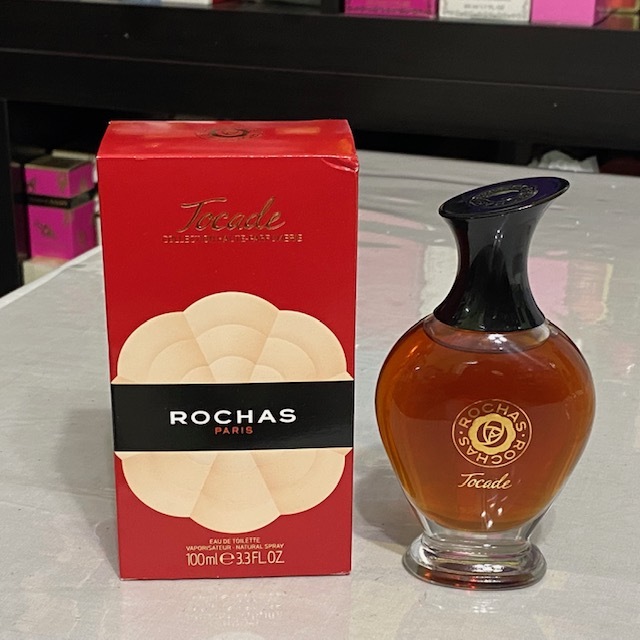 Tocade
COLLECTION HAUTE-PARFUMERIE
ROCHAS
PARIS
EAU DE TOILETTE
VAPORISATEUR - NATURAL SPRAY
100ml ℮ 3.3 FL.OZ
ROCHAS · ROCHAS ·
Tocade